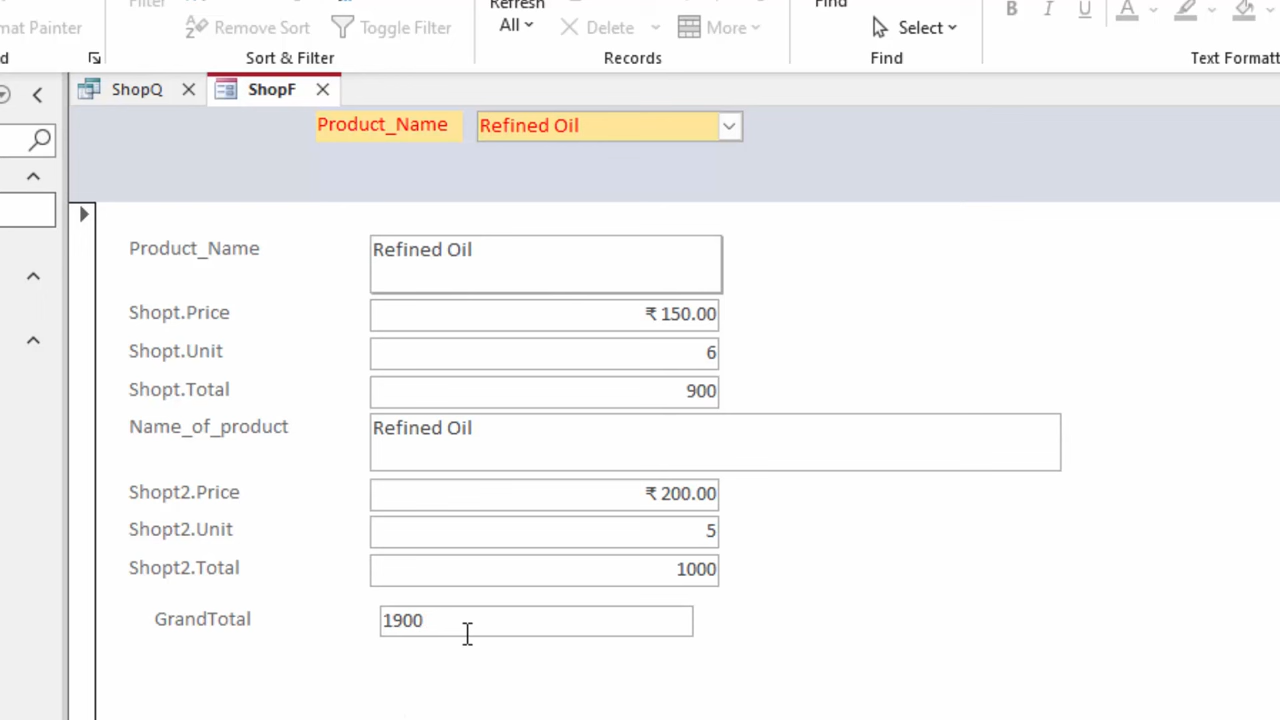 Filter
mat Painter
Remove Sort
Toggle Filter
Sort & Filter
Refresh
All
Delete
More
Records
Find
Select
Find
B I U A
Text Formatt
ShopQ
ShopF
Product_Name Refined Oil
Product_Name Refined Oil
Shopt.Price ₹ 150.00
Shopt.Unit 6
Shopt.Total 900
Name_of_product Refined Oil
Shopt2.Price ₹ 200.00
Shopt2.Unit 5
Shopt2.Total 1000
GrandTotal 1900